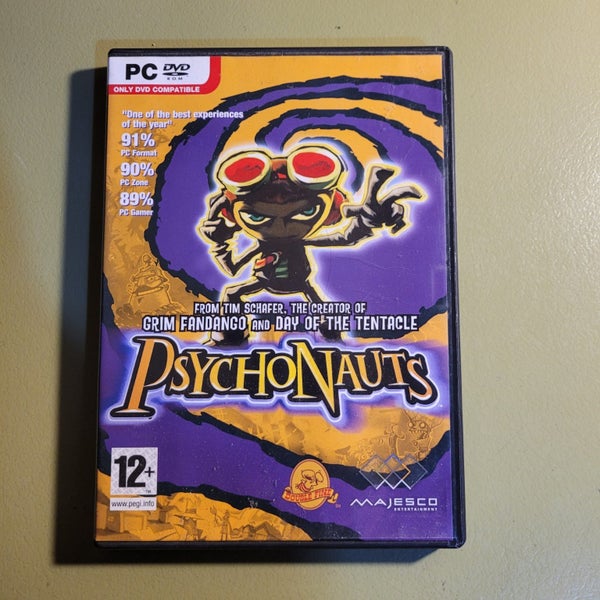 PC DVD
ROM
ONLY DVD COMPATIBLE
"One of the best experiences
of the year"
91%
PC Format
90%
PC Zone
89%
PC Gamer
FROM TIM SCHAFER, THE CREATOR OF
GRIM FANDANGO AND DAY OF THE TENTACLE
PSYCHONAUTS
12+
www.pegi.info
DOUBLE FINE
MAJESCO
ENTERTAINMENT